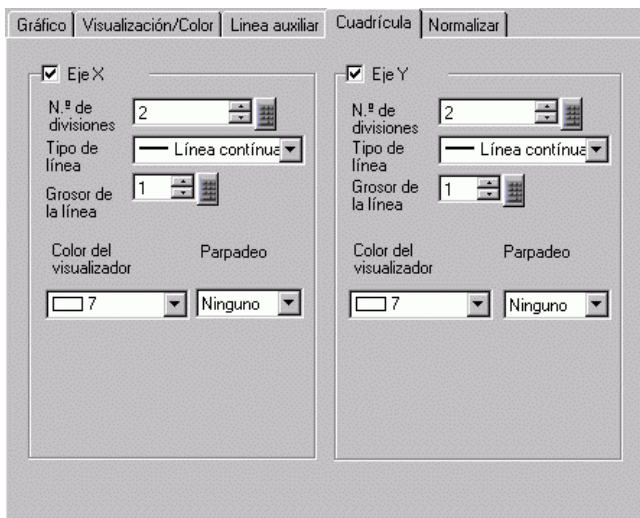 Gráfico Visualización/Color Linea auxiliar Cuadrícula Normalizar
Eje X
N.º de
divisiones
2
Tipo de
línea
Línea contínua
Grosor de
la línea
1
Color del
visualizador
Parpadeo
7
Ninguno
Eje Y
N.º de
divisiones
2
Tipo de
línea
Línea contínua
Grosor de
la línea
1
Color del
visualizador
Parpadeo
7
Ninguno